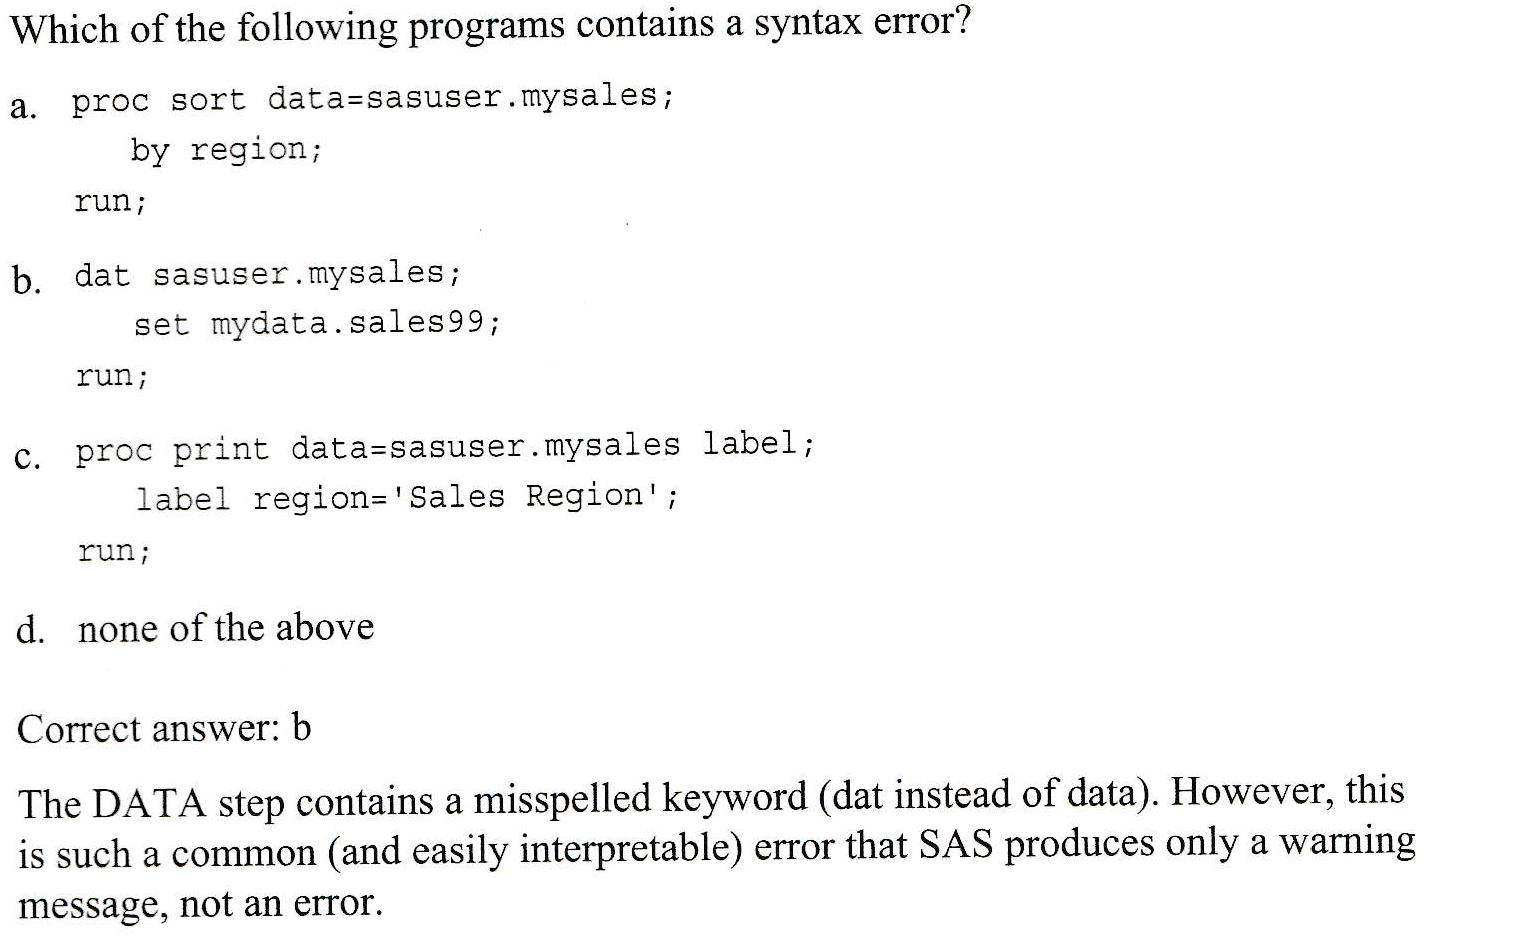 Which of the following programs contains a syntax error?
a. proc sort data=sasuser.mysales;
by region;
run;
b. dat sasuser.mysales;
set mydata.sales99;
run;
c. proc print data=sasuser.mysales label;
label region='Sales Region';
run;
d. none of the above
Correct answer: b
The DATA step contains a misspelled keyword (dat instead of data). However, this
is such a common (and easily interpretable) error that SAS produces only a warning
message, not an error.